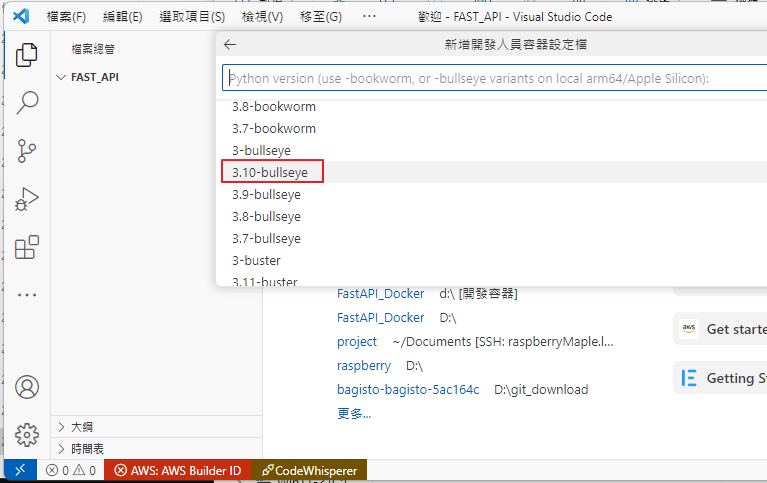 檔案(F) 編輯(E) 選取項目(S) 檢視(V) 移至(G) ··· 歡迎 - FAST_API - Visual Studio Code
檔案總管
FAST_API
新增開發人員容器設定檔
Python version (use -bookworm, or -bullseye variants on local arm64/Apple Silicon):
3.8-bookworm
3.7-bookworm
3-bullseye
3.10-bullseye
3.9-bullseye
3.8-bullseye
3.7-bullseye
3-buster
3.11-buster
FastAPI_Docker d:\ [開發容器]
FastAPI_Docker D:\
project ~/Documents [SSH: raspberryMaple.l...
raspberry D:\
bagisto-bagisto-5ac164c D:\git_download
更多...
aws Get starte
Getting St
大綱
時間表
0 0 AWS: AWS Builder ID CodeWhisperer